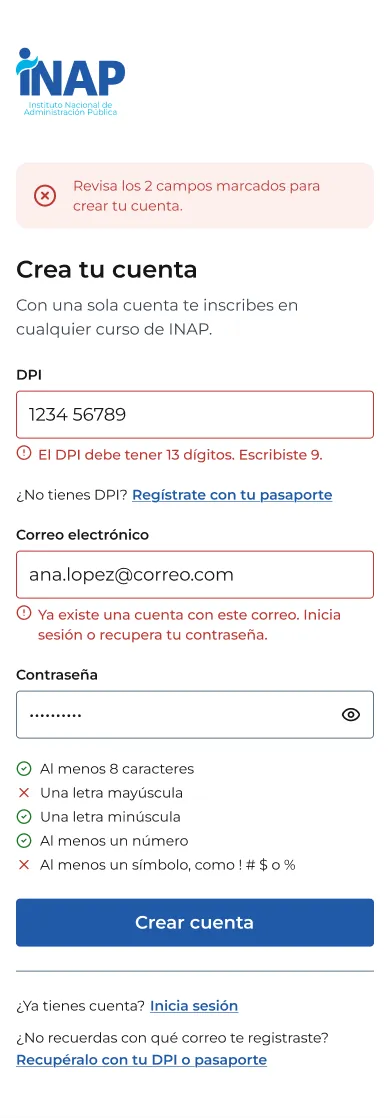 iNAP
Instituto Nacional de
Administración Pública
Revisa los 2 campos marcados para
crear tu cuenta.
Crea tu cuenta
Con una sola cuenta te inscribes en
cualquier curso de INAP.
DPI
1234 56789
El DPI debe tener 13 dígitos. Escribiste 9.
¿No tienes DPI? Regístrate con tu pasaporte
Correo electrónico
ana.lopez@correo.com
Ya existe una cuenta con este correo. Inicia
sesión o recupera tu contraseña.
Contraseña
••••••••••
Al menos 8 caracteres
Una letra mayúscula
Una letra minúscula
Al menos un número
Al menos un símbolo, como ! # $ o %
Crear cuenta
¿Ya tienes cuenta? Inicia sesión
¿No recuerdas con qué correo te registraste?
Recupéralo con tu DPI o pasaporte